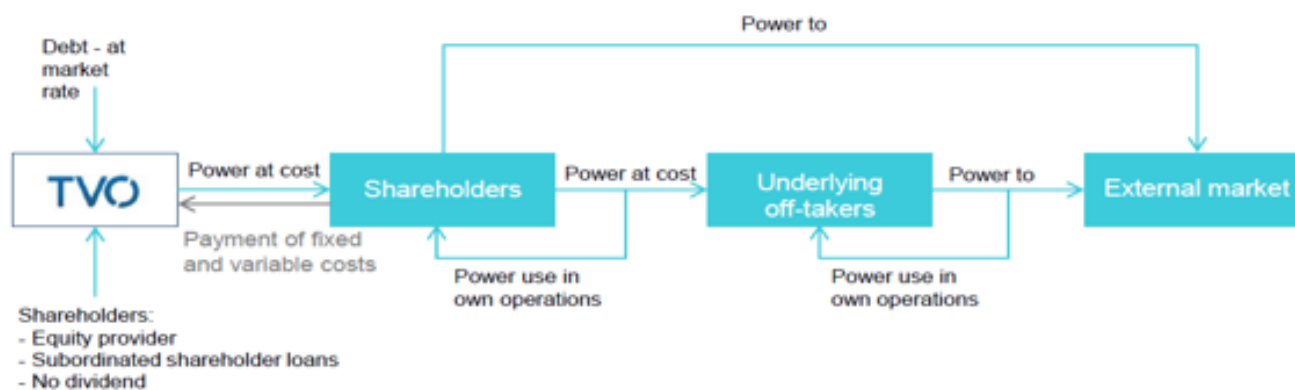 Power to
Debt - at
market
rate
TVO
Power at cost
Shareholders
Power at cost
Underlying
off-takers
Power to
External market
Payment of fixed
and variable costs
Power use in
own operations
Power use in
own operations
Shareholders:
- Equity provider
- Subordinated shareholder loans
- No dividend